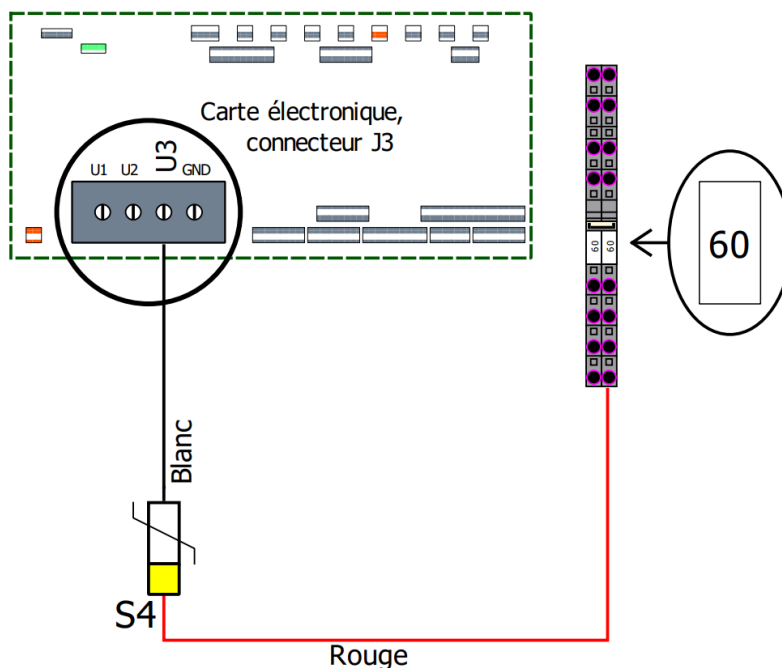 Carte électronique,
connecteur J3
U1 U2 U3 GND
60 60
60
Blanc
S4
Rouge